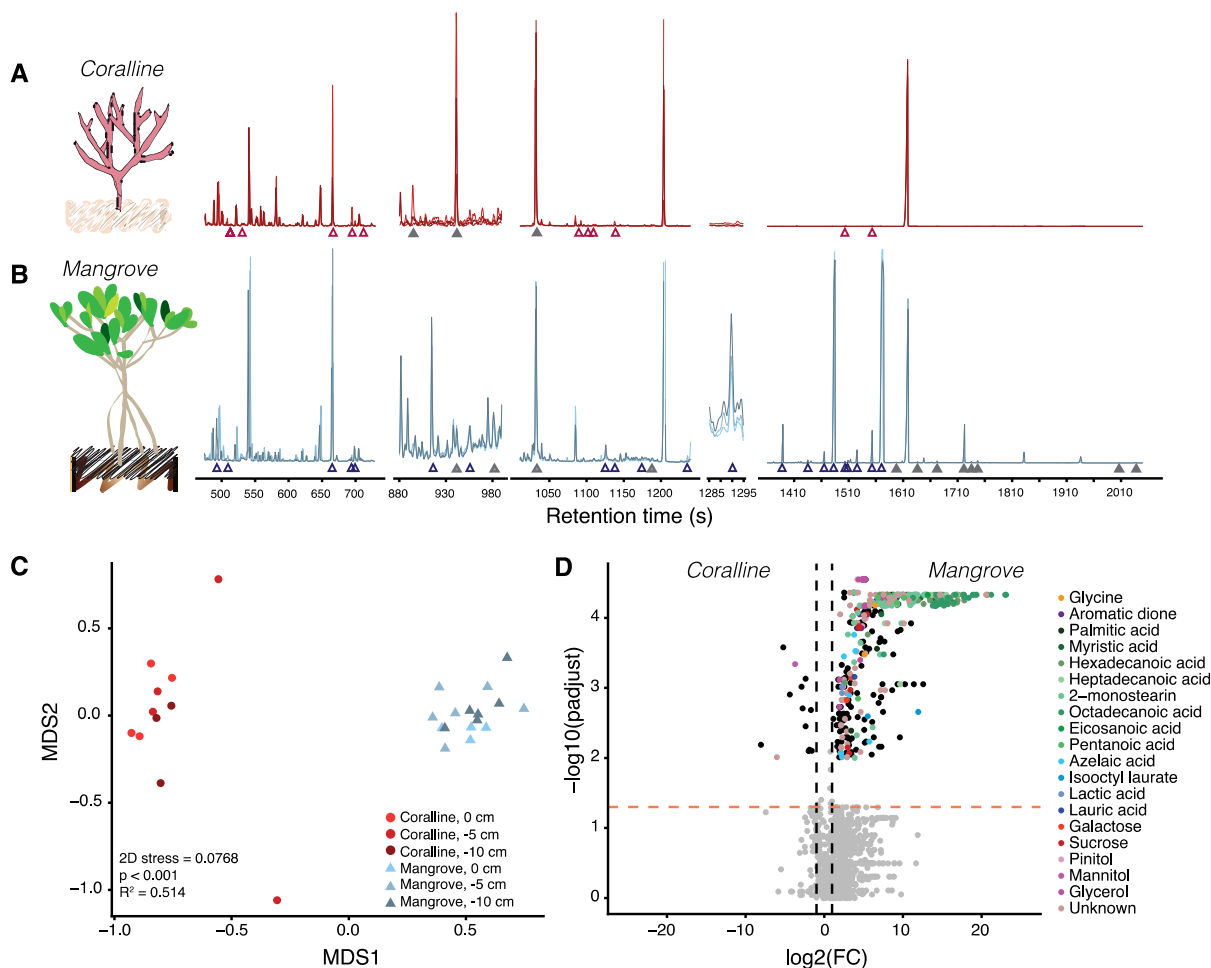 A
Coralline
B
Mangrove
500 550 600 650 700 880 930 980 1050 1100 1150 1200 1285 1295 1410 1510 1610 1710 1810 1910 2010
Retention time (s)
C
MDS2
0.5
0.0
−0.5
−1.0
2D stress = 0.0768
p < 0.001
R² = 0.514
Coralline, 0 cm
Coralline, -5 cm
Coralline, -10 cm
Mangrove, 0 cm
Mangrove, -5 cm
Mangrove, -10 cm
-1.0 −0.5 0.0 0.5
MDS1
D
Coralline Mangrove
−log10(padjust)
4
3
2
1
0
−20 −10 0 10 20
log2(FC)
Glycine
Aromatic dione
Palmitic acid
Myristic acid
Hexadecanoic acid
Heptadecanoic acid
2−monostearin
Octadecanoic acid
Eicosanoic acid
Pentanoic acid
Azelaic acid
Isooctyl laurate
Lactic acid
Lauric acid
Galactose
Sucrose
Pinitol
Mannitol
Glycerol
Unknown